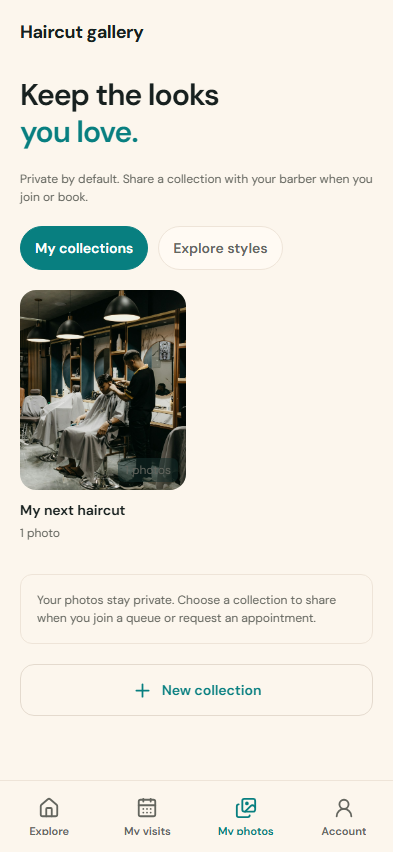 Haircut gallery
Keep the looks
you love.
Private by default. Share a collection with your barber when you
join or book.
My collections
Explore styles
photos
My next haircut
1 photo
Your photos stay private. Choose a collection to share
when you join a queue or request an appointment.
New collection
Explore
My visits
My photos
Account